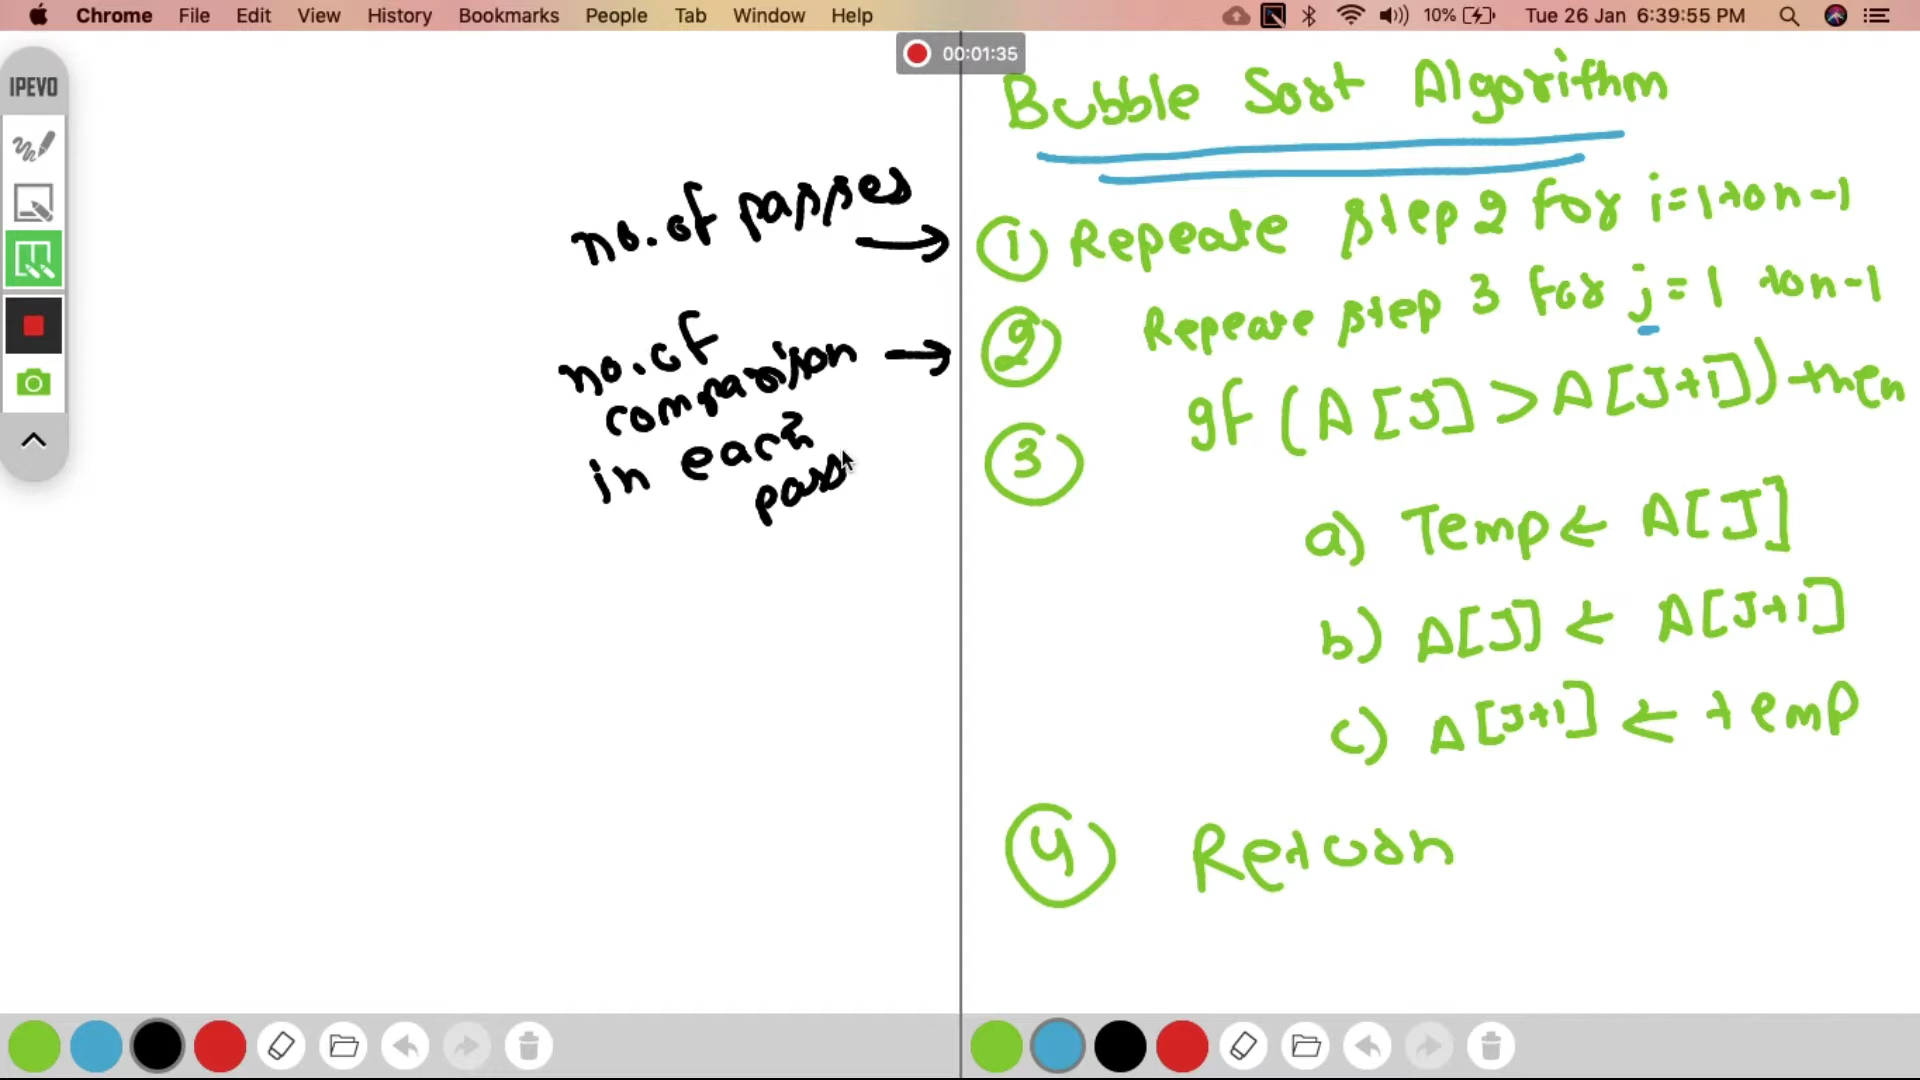 Chrome File Edit View History Bookmarks People Tab Window Help 10% Tue 26 Jan 6:39:55 PM
IPEVO
00:01:35
no. of passes
no. of
comparison
in each
pass
Bubble Sort Algorithm
① Repeate step 2 for i=1 to n-1
② Repeate step 3 for j=1 to n-1
③ If (A[J] > A[J+1]) then
a) Temp ← A[J]
b) A[J] ← A[J+1]
c) A[J+1] ← temp
④ Return